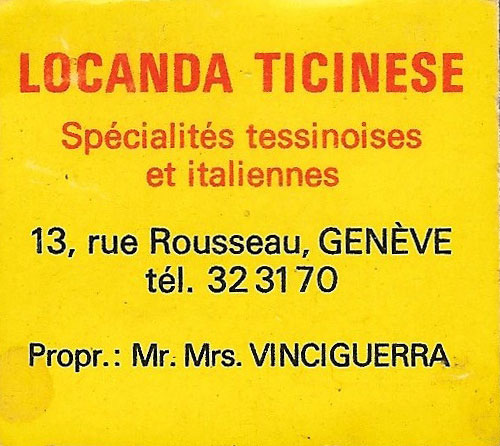 LOCANDA TICINESE
Spécialités tessinoises
et italiennes
13, rue Rousseau, GENÈVE
tél. 32 31 70
Propr.: Mr. Mrs. VINCIGUERRA